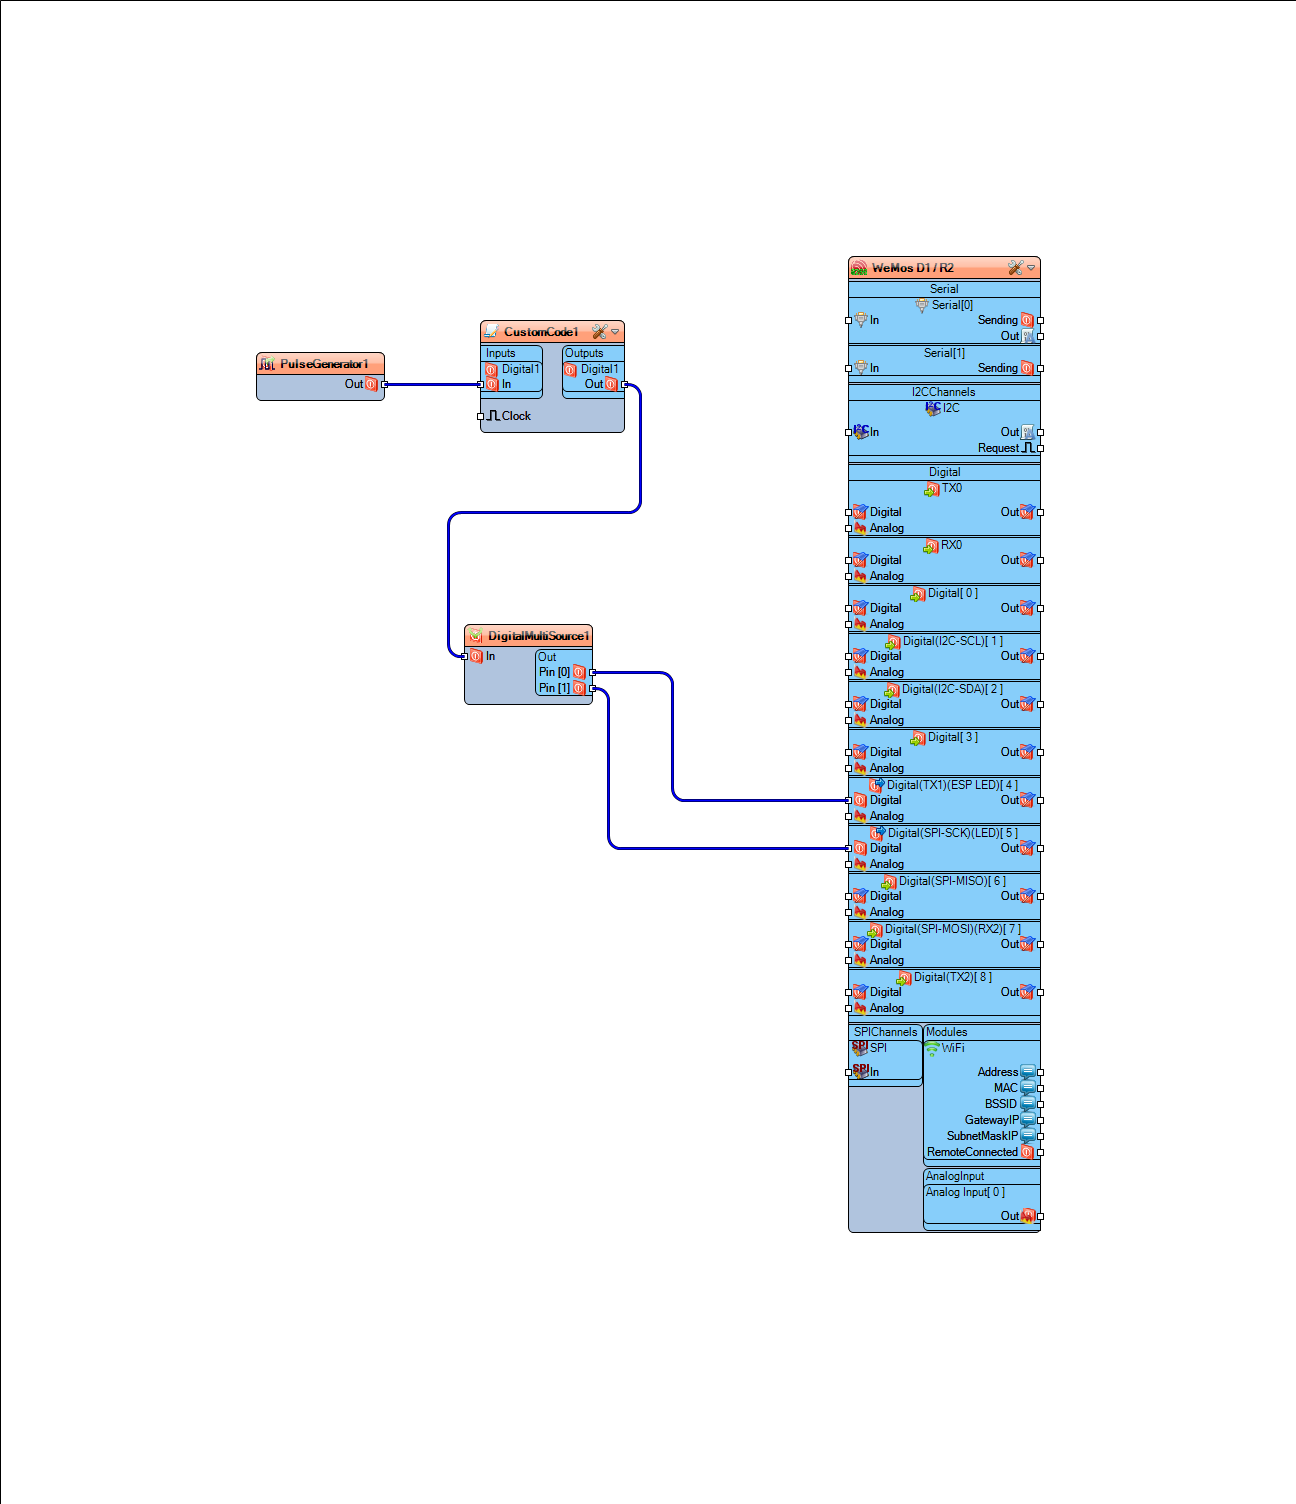 PulseGenerator1
Out
CustomCode1
Inputs
Outputs
Digital1
Digital1
In
Out
Clock
DigitalMultiSource1
In
Out
Pin [0]
Pin [1]
WeMos D1 / R2
Serial
Serial[0]
In
Sending
Out
Serial[1]
In
Sending
I2CChannels
I2C
I2C
I2C
In
Out
Request
Digital
TX0
Digital
Out
Analog
RX0
Digital
Out
Analog
Digital[ 0 ]
Digital
Out
Analog
Digital(I2C-SCL)[ 1 ]
Digital
Out
Analog
Digital(I2C-SDA)[ 2 ]
Digital
Out
Analog
Digital[ 3 ]
Digital
Out
Analog
Digital(TX1)(ESP LED)[ 4 ]
Digital
Out
Analog
Digital(SPI-SCK)(LED)[ 5 ]
Digital
Out
Analog
Digital(SPI-MISO)[ 6 ]
Digital
Out
Analog
Digital(SPI-MOSI)(RX2)[ 7 ]
Digital
Out
Analog
Digital(TX2)[ 8 ]
Digital
Out
Analog
SPIChannels
SPI
SPI
SPI
In
Modules
WiFi
Address
MAC
BSSID
GatewayIP
SubnetMaskIP
RemoteConnected
AnalogInput
Analog Input[ 0 ]
Out